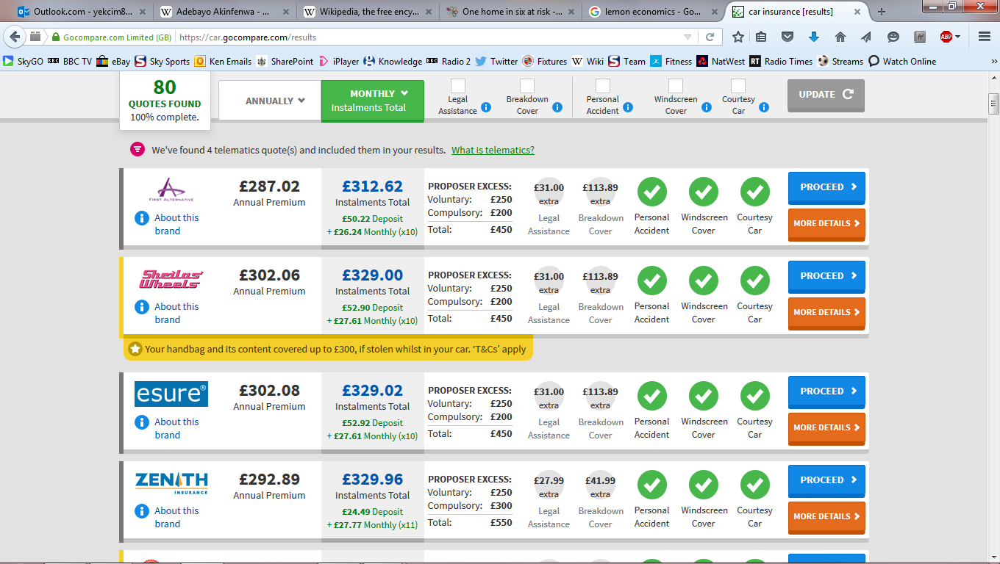 Outlook.com - yekcim8...
Adebayo Akinfenwa - ...
Wikipedia, the free ency...
One home in six at risk -...
lemon economics - Go...
car insurance [results]
Gocompare.com Limited (GB)
https://car.gocompare.com/results
ABP
SkyGO
BBC TV
eBay
Sky Sports
Ken Emails
SharePoint
iPlayer
Knowledge
Radio 2
Twitter
Fixtures
Wiki
Team
Fitness
NatWest
Radio Times
Streams
Watch Online
80
QUOTES FOUND
100% complete.
ANNUALLY
MONTHLY
Instalments Total
Legal
Assistance
Breakdown
Cover
Personal
Accident
Windscreen
Cover
Courtesy
Car
UPDATE
We've found 4 telematics quote(s) and included them in your results. What is telematics?
FIRST ALTERNATIVE
About this
brand
£287.02
Annual Premium
£312.62
Instalments Total
£50.22 Deposit
+ £26.24 Monthly (x10)
PROPOSER EXCESS:
Voluntary: £250
Compulsory: £200
Total: £450
£31.00
extra
Legal
Assistance
£113.89
extra
Breakdown
Cover
Personal
Accident
Windscreen
Cover
Courtesy
Car
PROCEED
MORE DETAILS
Sheilas'
Wheels
About this
brand
£302.06
Annual Premium
£329.00
Instalments Total
£52.90 Deposit
+ £27.61 Monthly (x10)
PROPOSER EXCESS:
Voluntary: £250
Compulsory: £200
Total: £450
£31.00
extra
Legal
Assistance
£113.89
extra
Breakdown
Cover
Personal
Accident
Windscreen
Cover
Courtesy
Car
PROCEED
MORE DETAILS
Your handbag and its content covered up to £300, if stolen whilst in your car. ‘T&Cs’ apply
esure®
About this
brand
£302.08
Annual Premium
£329.02
Instalments Total
£52.92 Deposit
+ £27.61 Monthly (x10)
PROPOSER EXCESS:
Voluntary: £250
Compulsory: £200
Total: £450
£31.00
extra
Legal
Assistance
£113.89
extra
Breakdown
Cover
Personal
Accident
Windscreen
Cover
Courtesy
Car
PROCEED
MORE DETAILS
ZENITH
INSURANCE
About this
brand
£292.89
Annual Premium
£329.96
Instalments Total
£24.49 Deposit
+ £27.77 Monthly (x11)
PROPOSER EXCESS:
Voluntary: £250
Compulsory: £300
Total: £550
£27.99
extra
Legal
Assistance
£41.99
extra
Breakdown
Cover
Personal
Accident
Windscreen
Cover
Courtesy
Car
PROCEED
MORE DETAILS